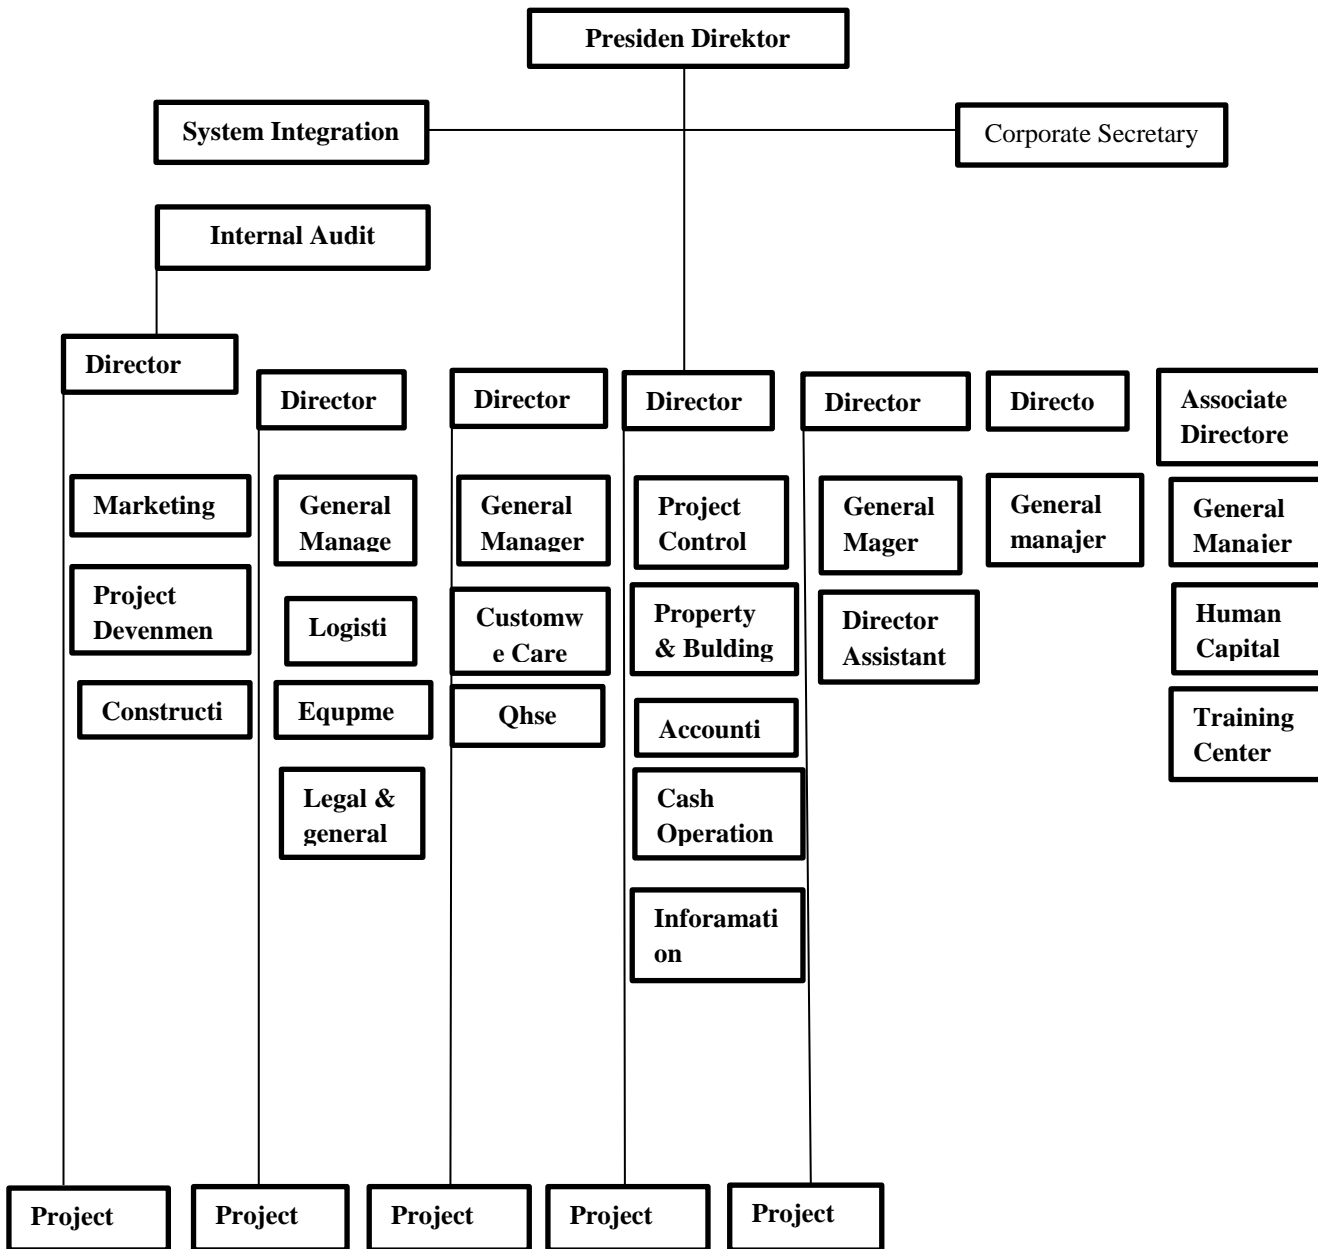 Presiden Direktor
System Integration
Corporate Secretary
Internal Audit
Director
Director
Director
Director
Director
Directo
Associate
Directore
Marketing
General
Manage
General
Manager
Project
Control
General
Mager
General
manajer
General
Manajer
Project
Devenmen
Logisti
Customw
e Care
Property
& Bulding
Director
Assistant
Human
Capital
Constructi
Equpme
Qhse
Accounti
Training
Center
Legal &
general
Cash
Operation
Inforamati
on
Project
Project
Project
Project
Project